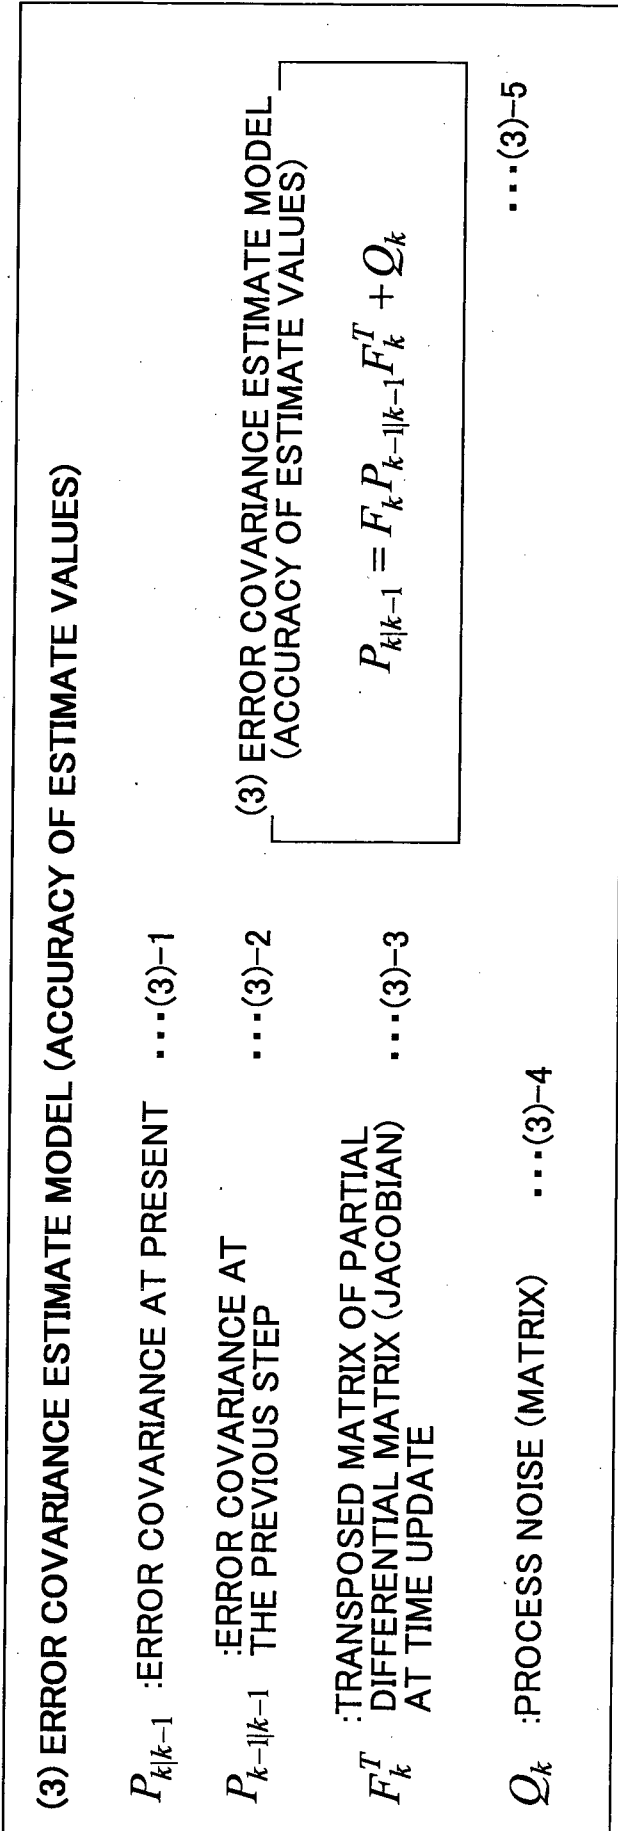 (3) ERROR COVARIANCE ESTIMATE MODEL (ACCURACY OF ESTIMATE VALUES)
P_{k|k-1} :ERROR COVARIANCE AT PRESENT ···(3)-1
P_{k-1|k-1} :ERROR COVARIANCE AT
THE PREVIOUS STEP ···(3)-2
F_k^T :TRANSPOSED MATRIX OF PARTIAL
DIFFERENTIAL MATRIX (JACOBIAN) ···(3)-3
AT TIME UPDATE
Q_k :PROCESS NOISE (MATRIX) ···(3)-4
(3) ERROR COVARIANCE ESTIMATE MODEL
(ACCURACY OF ESTIMATE VALUES)
P_{k|k-1} = F_k P_{k-1|k-1} F_k^T + Q_k
···(3)-5